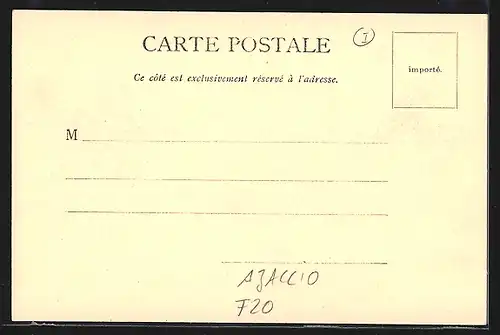 CARTE POSTALE
I
importé.
Ce côté est exclusivement réservé à l'adresse.
M
AJACCIO
F20